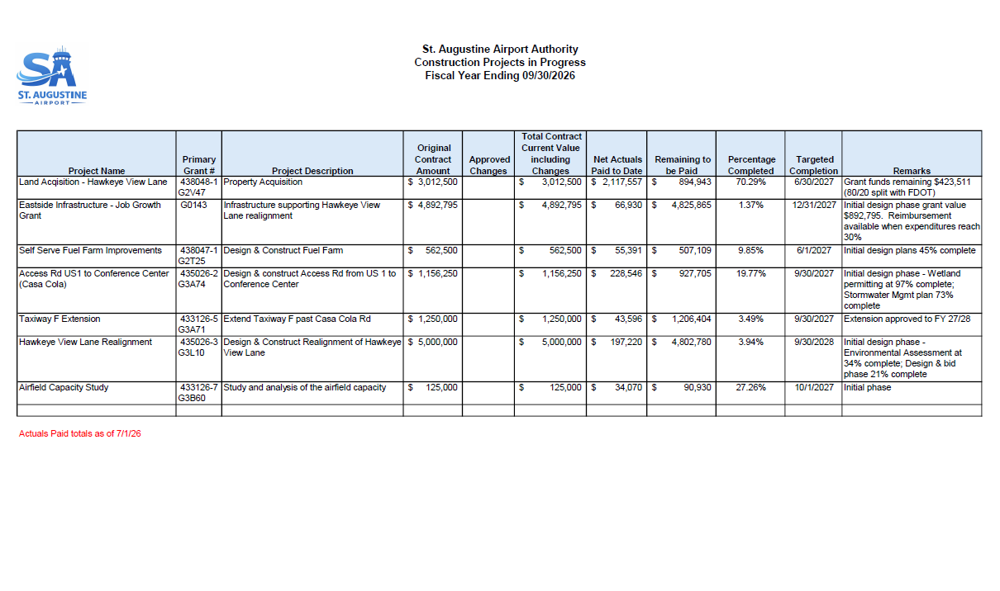 SA
ST. AUGUSTINE
AIRPORT
St. Augustine Airport Authority
Construction Projects in Progress
Fiscal Year Ending 09/30/2026
Project Name | Primary Grant # | Project Description | Original Contract Amount | Approved Changes | Total Contract Current Value including Changes | Net Actuals Paid to Date | Remaining to be Paid | Percentage Completed | Targeted Completion | Remarks
Land Acqisition - Hawkeye View Lane | 438048-1 G2V47 | Property Acquisition | $ 3,012,500 | | $ 3,012,500 | $ 2,117,557 | $ 894,943 | 70.29% | 6/30/2027 | Grant funds remaining $423,511 (80/20 split with FDOT)
Eastside Infrastructure - Job Growth Grant | G0143 | Infrastructure supporting Hawkeye View Lane realignment | $ 4,892,795 | | $ 4,892,795 | $ 66,930 | $ 4,825,865 | 1.37% | 12/31/2027 | Initial design phase grant value $892,795. Reimbursement available when expenditures reach 30%
Self Serve Fuel Farm Improvements | 438047-1 G2T25 | Design & Construct Fuel Farm | $ 562,500 | | $ 562,500 | $ 55,391 | $ 507,109 | 9.85% | 6/1/2027 | Initial design plans 45% complete
Access Rd US1 to Conference Center (Casa Cola) | 435026-2 G3A74 | Design & construct Access Rd from US 1 to Conference Center | $ 1,156,250 | | $ 1,156,250 | $ 228,546 | $ 927,705 | 19.77% | 9/30/2027 | Initial design phase - Wetland permitting at 97% complete; Stormwater Mgmt plan 73% complete
Taxiway F Extension | 433126-5 G3A71 | Extend Taxiway F past Casa Cola Rd | $ 1,250,000 | | $ 1,250,000 | $ 43,596 | $ 1,206,404 | 3.49% | 9/30/2027 | Extension approved to FY 27/28
Hawkeye View Lane Realignment | 435026-3 G3L10 | Design & Construct Realignment of Hawkeye View Lane | $ 5,000,000 | | $ 5,000,000 | $ 197,220 | $ 4,802,780 | 3.94% | 9/30/2028 | Initial design phase - Environmental Assessment at 34% complete; Design & bid phase 21% complete
Airfield Capacity Study | 433126-7 G3B60 | Study and analysis of the airfield capacity | $ 125,000 | | $ 125,000 | $ 34,070 | $ 90,930 | 27.26% | 10/1/2027 | Initial phase
Actuals Paid totals as of 7/1/26